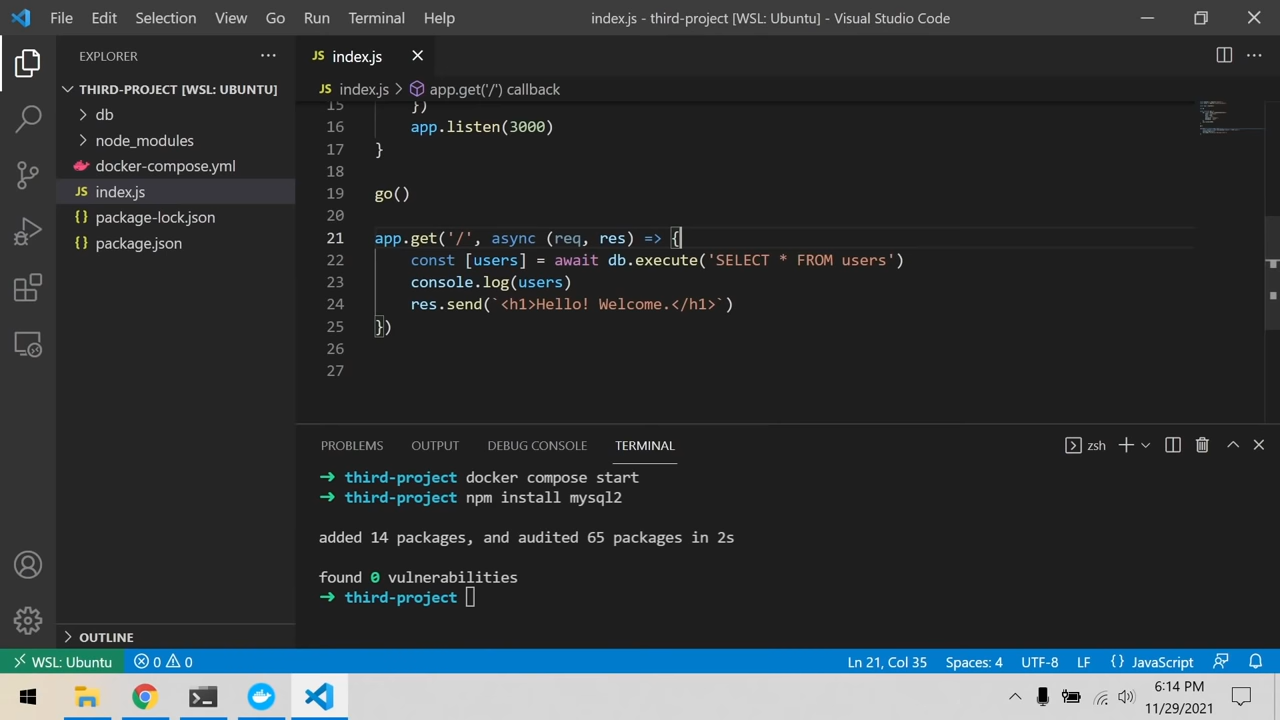 File Edit Selection View Go Run Terminal Help
index.js - third-project [WSL: Ubuntu] - Visual Studio Code
EXPLORER
THIRD-PROJECT [WSL: UBUNTU]
db
node_modules
docker-compose.yml
JS index.js
{} package-lock.json
{} package.json
OUTLINE
JS index.js
JS index.js > app.get('/') callback
15 })
16 app.listen(3000)
17 }
18
19 go()
20
21 app.get('/', async (req, res) => {
22 const [users] = await db.execute('SELECT * FROM users')
23 console.log(users)
24 res.send(`<h1>Hello! Welcome.</h1>`)
25 })
26
27
PROBLEMS OUTPUT DEBUG CONSOLE TERMINAL
zsh
→ third-project docker compose start
→ third-project npm install mysql2
added 14 packages, and audited 65 packages in 2s
found 0 vulnerabilities
→ third-project
WSL: Ubuntu 0 0 Ln 21, Col 35 Spaces: 4 UTF-8 LF {} JavaScript
6:14 PM
11/29/2021